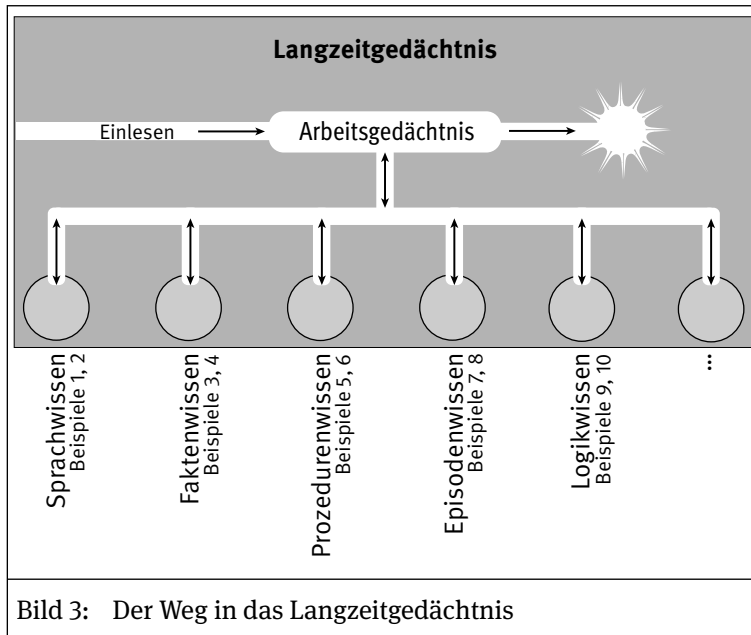 Langzeitgedächtnis
Einlesen
Arbeitsgedächtnis
Sprachwissen
Beispiele 1, 2
Faktenwissen
Beispiele 3, 4
Prozedurenwissen
Beispiele 5, 6
Episodenwissen
Beispiele 7, 8
Logikwissen
Beispiele 9, 10
...
Bild 3: Der Weg in das Langzeitgedächtnis